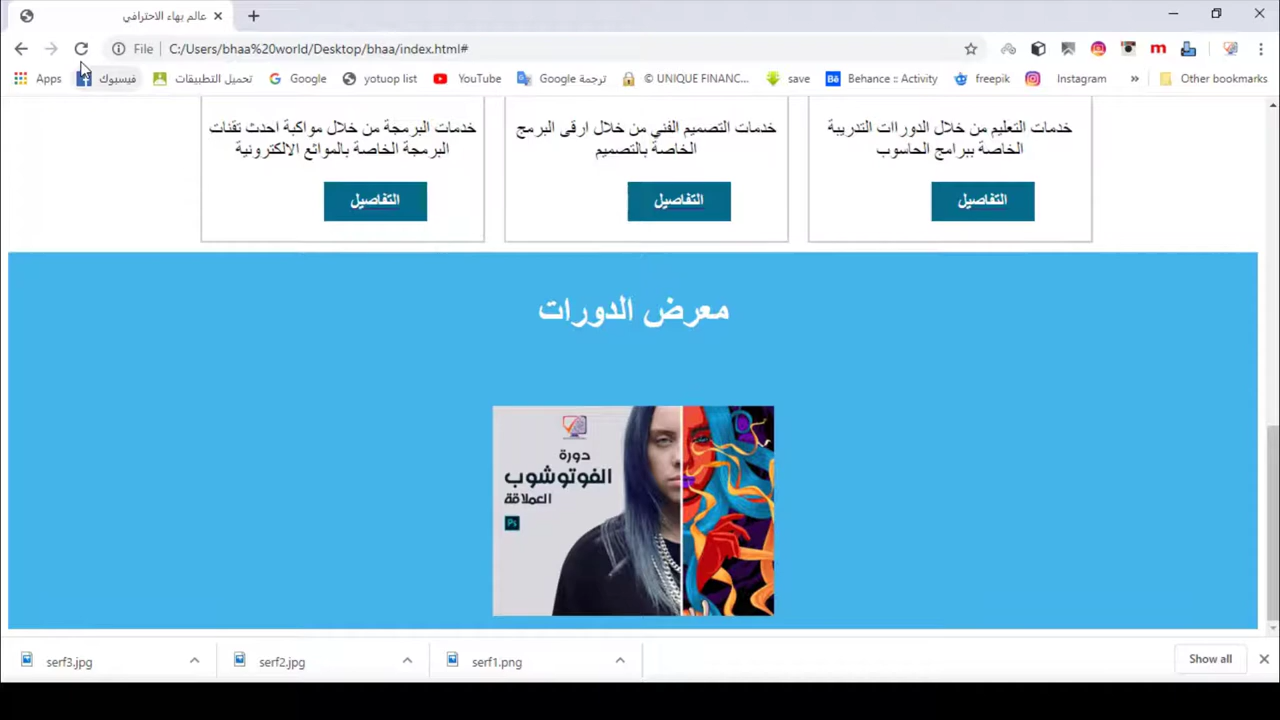 عالم بهاء الاحترافي
File
C:/Users/bhaa%20world/Desktop/bhaa/index.html#
Apps
فيسبوك
تحميل التطبيقات
Google
yotuop list
YouTube
ترجمة Google
© UNIQUE FINANC...
save
Behance :: Activity
freepik
Instagram
»
Other bookmarks
خدمات التعليم من خلال الدوراات التدريبة
الخاصة ببرامج الحاسوب
التفاصيل
خدمات التصميم الفني من خلال ارقى البرمج
الخاصة بالتصميم
التفاصيل
خدمات البرمجة من خلال مواكبة احدث تقنات
البرمجة الخاصة بالمواثع الالكترونية
التفاصيل
معرض الدورات
دورة
الفوتوشوب
العملاقة
Ps
serf3.jpg
serf2.jpg
serf1.png
Show all